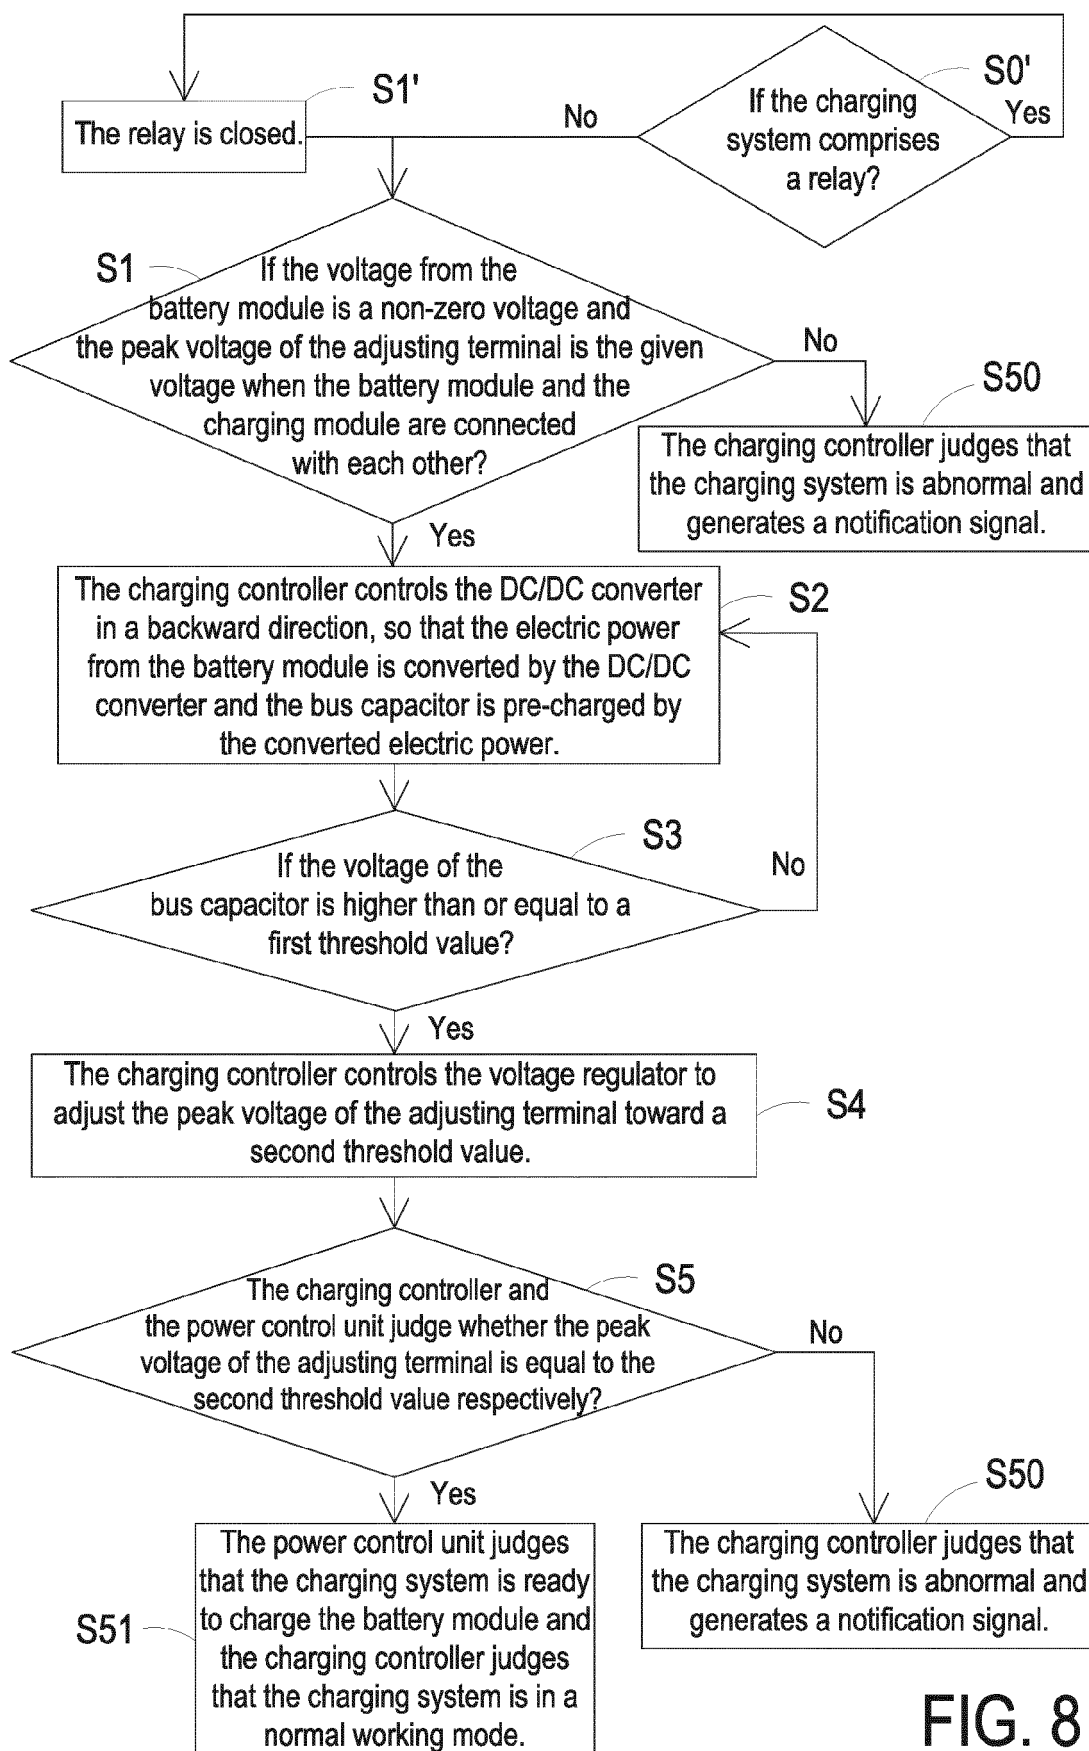 S0'
If the charging
system comprises
a relay?
Yes
No
S1'
The relay is closed.
S1
If the voltage from the
battery module is a non-zero voltage and
the peak voltage of the adjusting terminal is the given
voltage when the battery module and the
charging module are connected
with each other?
No
S50
The charging controller judges that
the charging system is abnormal and
generates a notification signal.
Yes
The charging controller controls the DC/DC converter
in a backward direction, so that the electric power
from the battery module is converted by the DC/DC
converter and the bus capacitor is pre-charged by
the converted electric power.
S2
S3
If the voltage of the
bus capacitor is higher than or equal to a
first threshold value?
No
Yes
The charging controller controls the voltage regulator to
adjust the peak voltage of the adjusting terminal toward a
second threshold value.
S4
S5
The charging controller and
the power control unit judge whether the peak
voltage of the adjusting terminal is equal to the
second threshold value respectively?
No
Yes
S50
The charging controller judges that
the charging system is abnormal and
generates a notification signal.
S51
The power control unit judges
that the charging system is ready
to charge the battery module and
the charging controller judges
that the charging system is in a
normal working mode.
FIG. 8